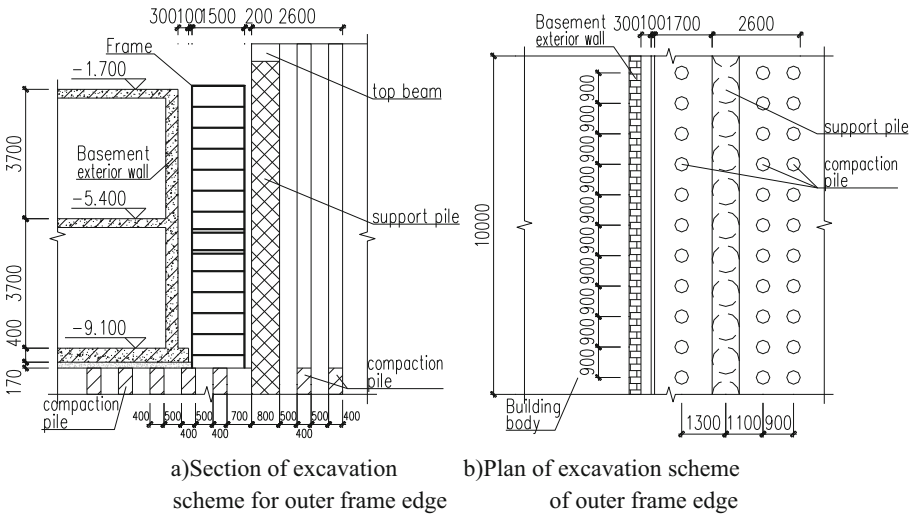 300 100 1500 200 2600
Frame
-1.700
top beam
3700
Basement
exterior wall
-5.400
support pile
3700
-9.100
400
170
compaction
pile
compaction
pile
400 500 500 700 800 500 500 400
400 400 400
a)Section of excavation
scheme for outer frame edge
Basement
exterior wall
300 100 1700 2600
900
900
900
900
900
900
900
900
900
900
support pile
compaction
pile
10000
Building
body
1300 1100 900
b)Plan of excavation scheme
of outer frame edge